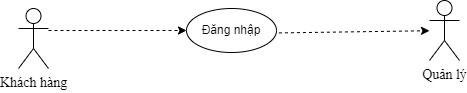 Đăng nhập
Khách hàng
Quản lý